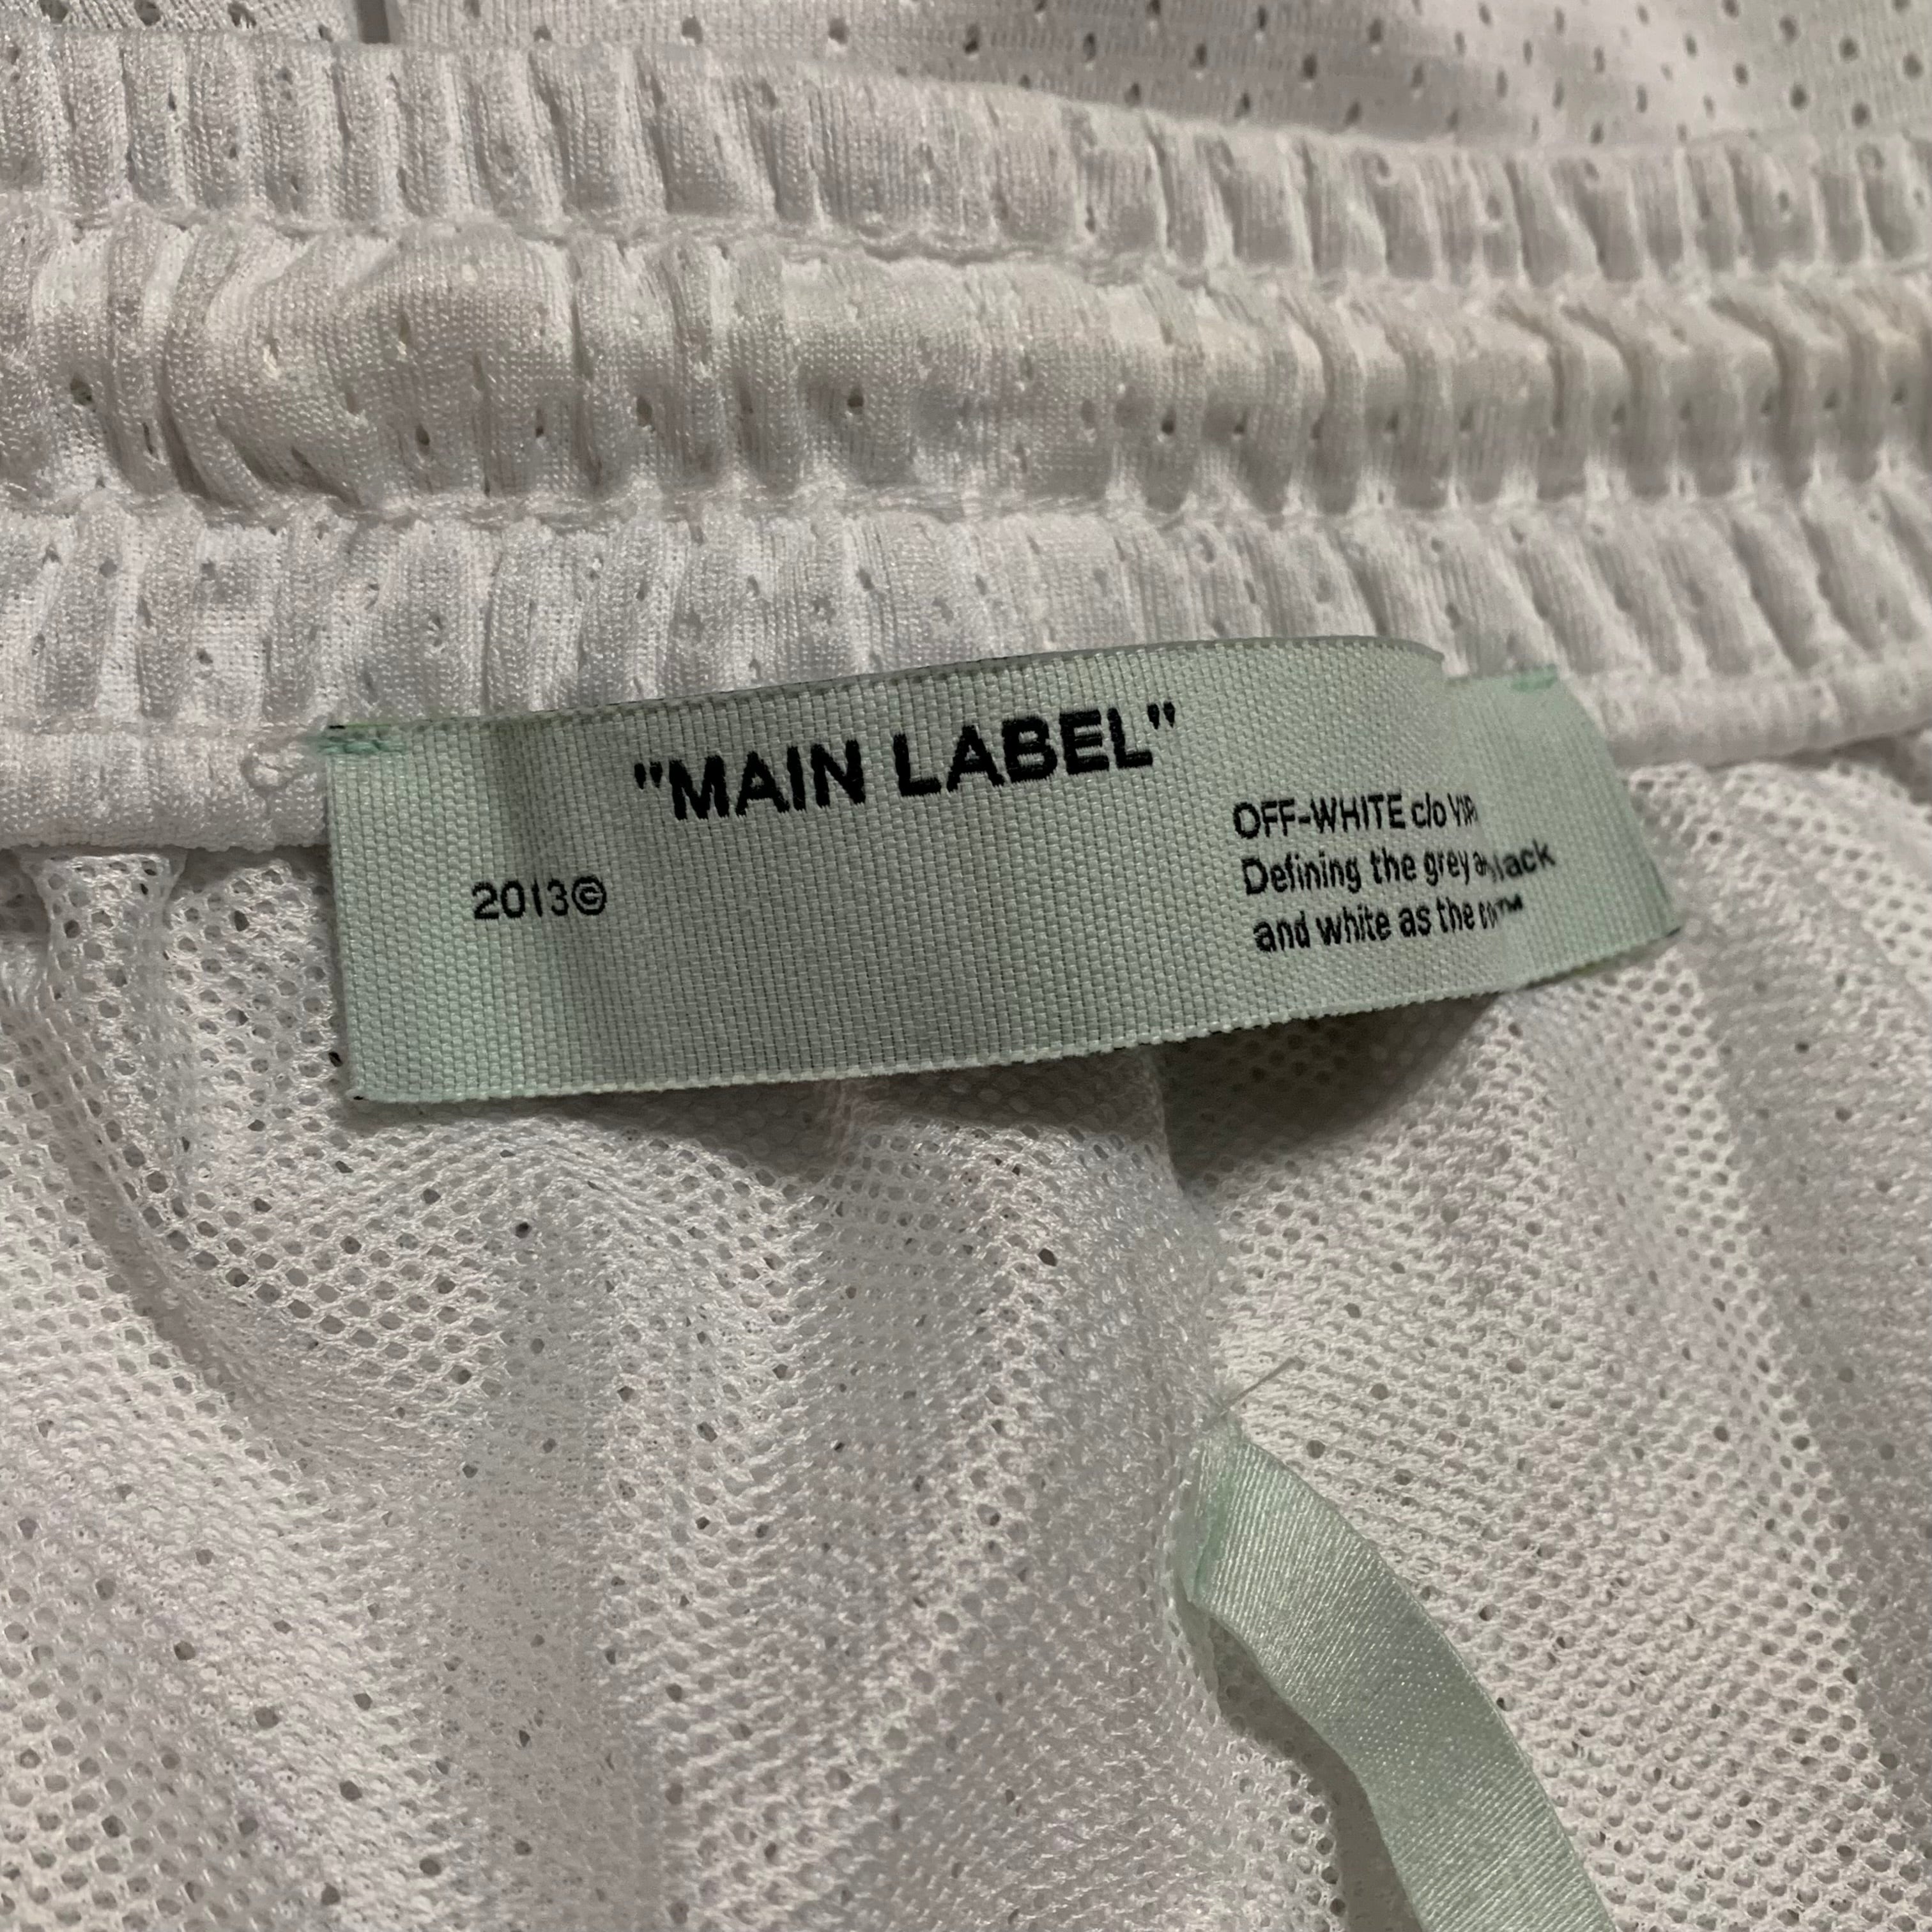 "MAIN LABEL"
2013©
OFF-WHITE c/o
Defining the grey
and white as the